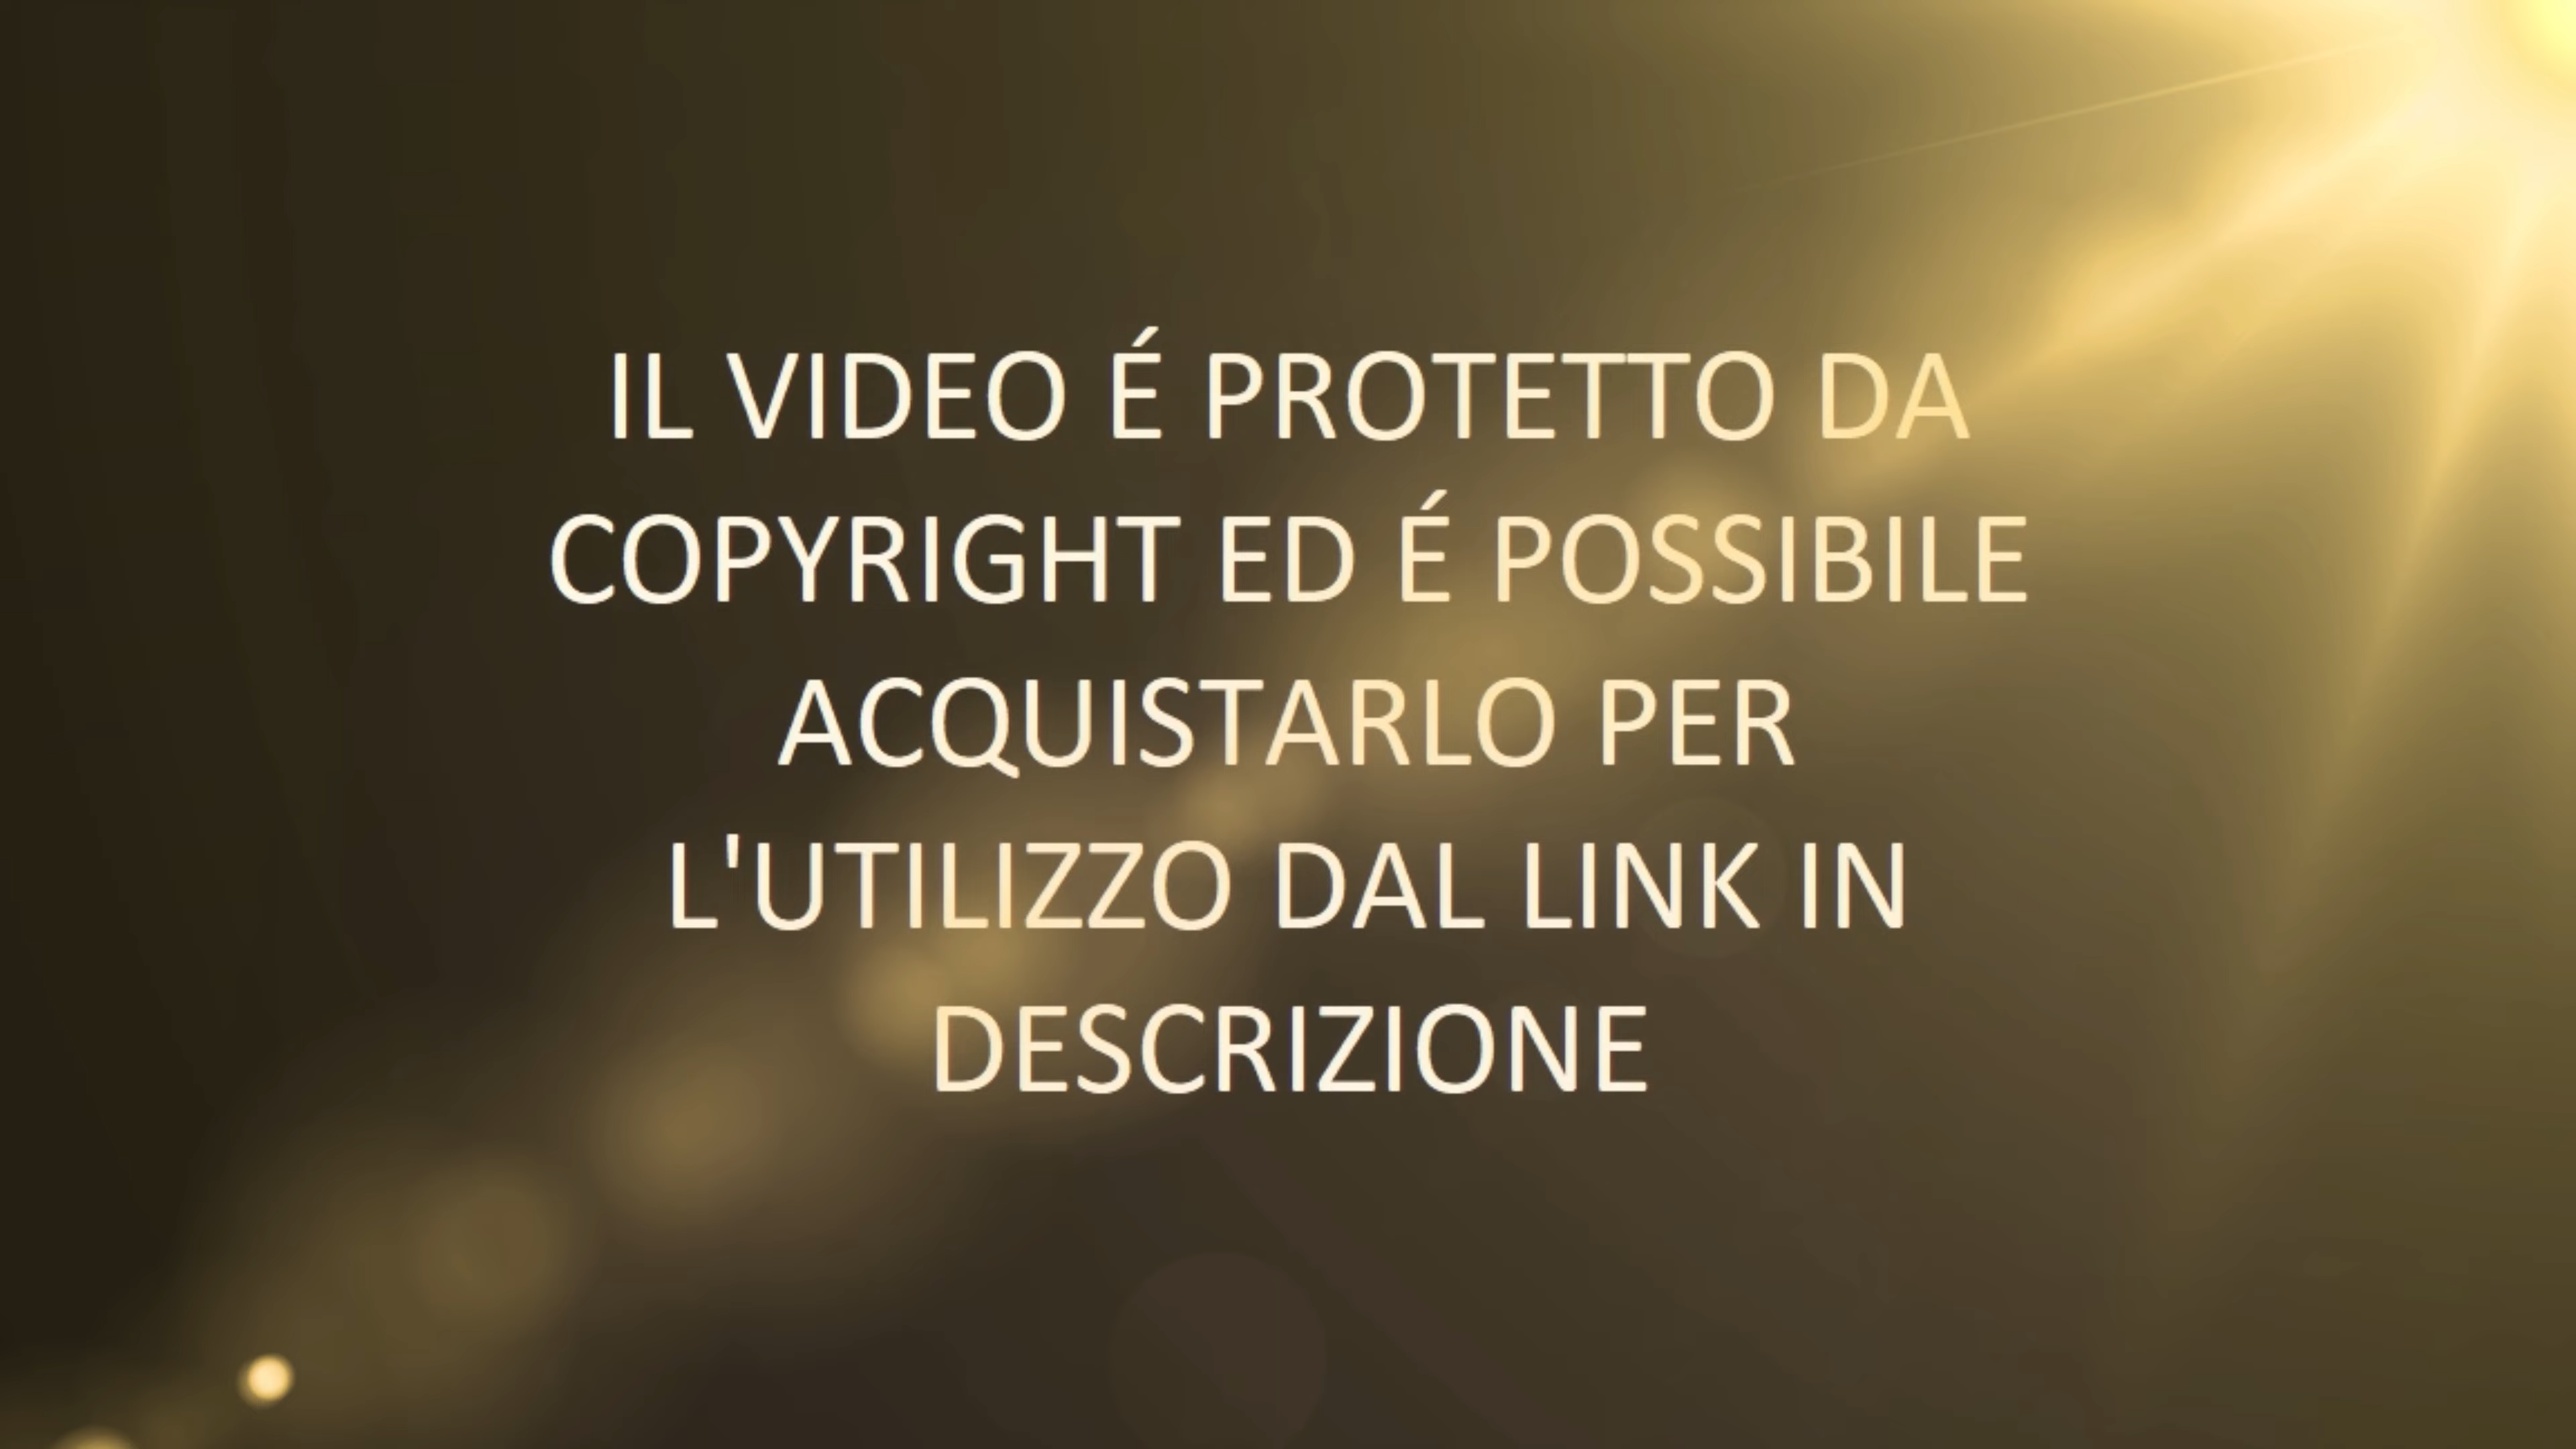 IL VIDEO É PROTETTO DA
COPYRIGHT ED É POSSIBILE
ACQUISTARLO PER
L'UTILIZZO DAL LINK IN
DESCRIZIONE